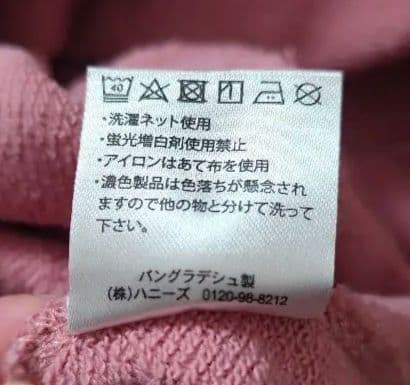 40
・洗濯ネット使用
・蛍光増白剤使用禁止
・アイロンはあて布を使用
・濃色製品は色落ちが懸念され
ますので他の物と分けて洗って
下さい。
バングラデシュ製
(株)ハニーズ 0120-98-8212